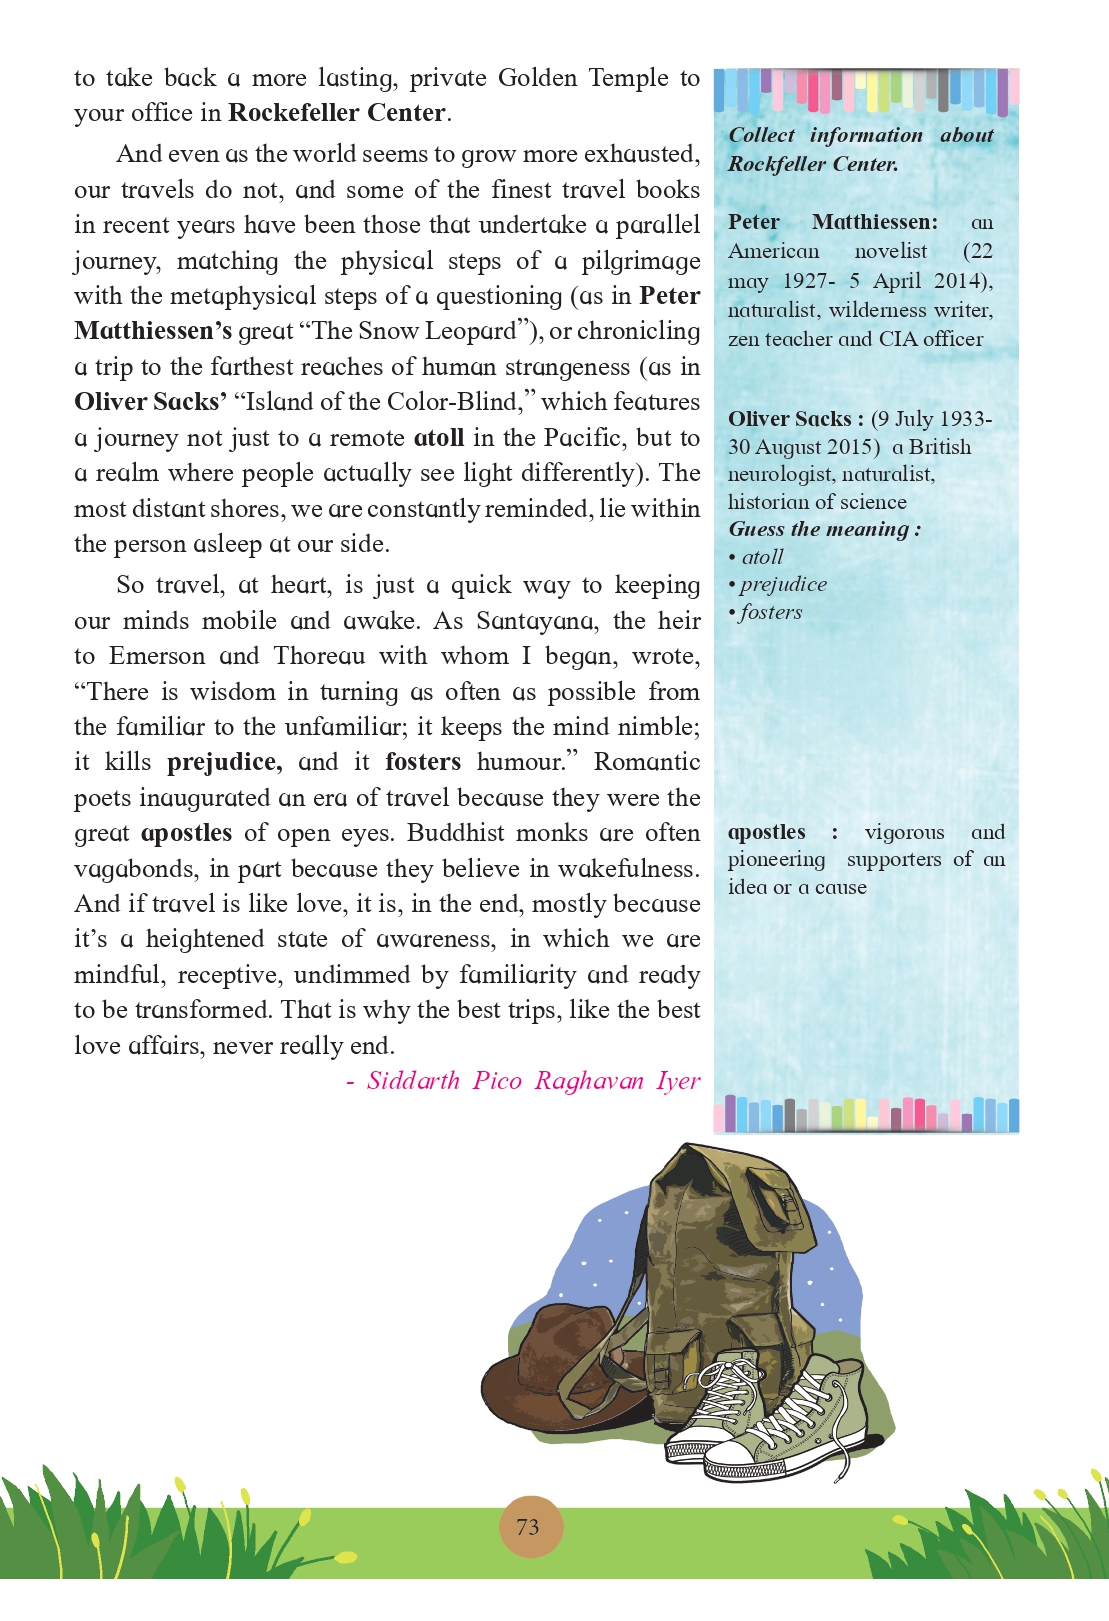 to take back a more lasting, private Golden Temple to
your office in Rockefeller Center.
And even as the world seems to grow more exhausted,
our travels do not, and some of the finest travel books
in recent years have been those that undertake a parallel
journey, matching the physical steps of a pilgrimage
with the metaphysical steps of a questioning (as in Peter
Matthiessen’s great “The Snow Leopard”), or chronicling
a trip to the farthest reaches of human strangeness (as in
Oliver Sacks’ “Island of the Color-Blind,” which features
a journey not just to a remote atoll in the Pacific, but to
a realm where people actually see light differently). The
most distant shores, we are constantly reminded, lie within
the person asleep at our side.
So travel, at heart, is just a quick way to keeping
our minds mobile and awake. As Santayana, the heir
to Emerson and Thoreau with whom I began, wrote,
“There is wisdom in turning as often as possible from
the familiar to the unfamiliar; it keeps the mind nimble;
it kills prejudice, and it fosters humour.” Romantic
poets inaugurated an era of travel because they were the
great apostles of open eyes. Buddhist monks are often
vagabonds, in part because they believe in wakefulness.
And if travel is like love, it is, in the end, mostly because
it’s a heightened state of awareness, in which we are
mindful, receptive, undimmed by familiarity and ready
to be transformed. That is why the best trips, like the best
love affairs, never really end.
- Siddarth Pico Raghavan Iyer
Collect information about
Rockfeller Center.
Peter Matthiessen: an
American novelist (22
may 1927- 5 April 2014),
naturalist, wilderness writer,
zen teacher and CIA officer
Oliver Sacks : (9 July 1933-
30 August 2015) a British
neurologist, naturalist,
historian of science
Guess the meaning :
• atoll
• prejudice
• fosters
apostles : vigorous and
pioneering supporters of an
idea or a cause
73